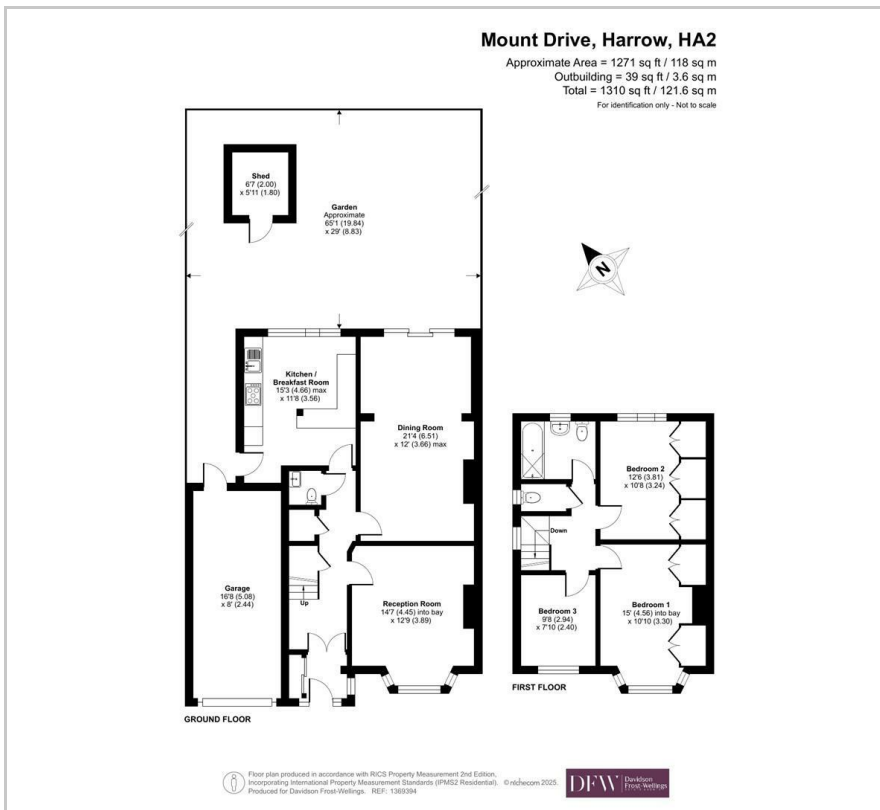 Mount Drive, Harrow, HA2
Approximate Area = 1271 sq ft / 118 sq m
Outbuilding = 39 sq ft / 3.6 sq m
Total = 1310 sq ft / 121.6 sq m
For identification only - Not to scale
Shed
6'7 (2.00)
x 5'11 (1.80)
Garden
Approximate
65'1 (19.84)
x 29' (8.83)
N
Kitchen /
Breakfast Room
15'3 (4.66) max
x 11'8 (3.56)
Dining Room
21'4 (6.51)
x 12' (3.66) max
Bedroom 2
12'6 (3.81)
x 10'8 (3.24)
Down
Garage
16'8 (5.08)
x 8' (2.44)
Up
Reception Room
14'7 (4.45) into bay
x 12'9 (3.89)
Bedroom 3
9'8 (2.94)
x 7'10 (2.40)
Bedroom 1
15' (4.56) into bay
x 10'10 (3.30)
FIRST FLOOR
GROUND FLOOR
Floor plan produced in accordance with RICS Property Measurement 2nd Edition,
Incorporating International Property Measurement Standards (IPMS2 Residential). © nichecom 2025.
Produced for Davidson Frost-Wellings. REF: 1369394
DFW
Davidson
Frost-Wellings